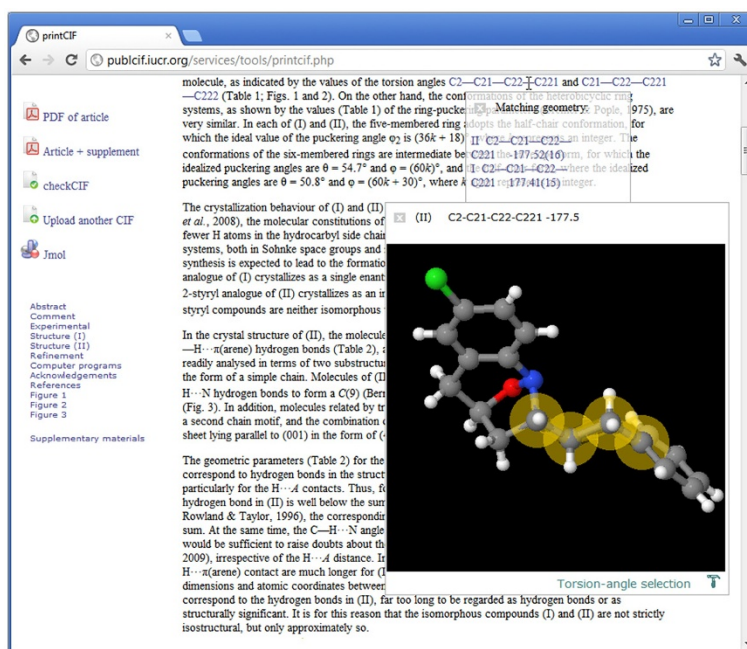 printCIF
publcif.iucr.org/services/tools/printcif.php
PDF of article
Article + supplement
checkCIF
Upload another CIF
Jmol
Abstract
Comment
Experimental
Structure (I)
Structure (II)
Refinement
Computer programs
Acknowledgements
References
Figure 1
Figure 2
Figure 3
Supplementary materials
molecule, as indicated by the values of the torsion angles C2—C21—C22—C221 and C21—C22—C221
—C222 (Table 1; Figs. 1 and 2). On the other hand, the conformations of the heterobicyclic ring
systems, as shown by the values (Table 1) of the ring-puckering Pople, 1975), are
very similar. In each of (I) and (II), the five-membered ring adopts the half-chair conformation, for
which the ideal value of the puckering angle φ2 is (36k + 18)° an integer. The
conformations of the six-membered rings are intermediate between form, for which the
idealized puckering angles are θ = 54.7° and φ = (60k)°, and the where the idealized
puckering angles are θ = 50.8° and φ = (60k + 30)°, where k represents an integer.
Matching geometry:
II C2—C21—C22—
C221 -177.52(16)
I C2—C21—C22—
C221 177.41(15)
The crystallization behaviour of (I) and (II)
et al., 2008), the molecular constitutions of
fewer H atoms in the hydrocarbyl side chain
systems, both in Sohnke space groups and
synthesis is expected to lead to the formation
analogue of (I) crystallizes as a single enant
2-styryl analogue of (II) crystallizes as an
styryl compounds are neither isomorphous
In the crystal structure of (II), the molecule
—H···π(arene) hydrogen bonds (Table 2), a
readily analysed in terms of two substructu
the form of a simple chain. Molecules of (II
H···N hydrogen bonds to form a C(9) (Bern
(Fig. 3). In addition, molecules related by tr
a second chain motif, and the combination o
sheet lying parallel to (001) in the form of (
The geometric parameters (Table 2) for the
correspond to hydrogen bonds in the struct
particularly for the H···A contacts. Thus, fo
hydrogen bond in (II) is well below the sum
Rowland & Taylor, 1996), the correspondin
sum. At the same time, the C—H···N angle
would be sufficient to raise doubts about the
2009), irrespective of the H···A distance. In
H···π(arene) contact are much longer for (I
dimensions and atomic coordinates between
correspond to the hydrogen bonds in (II), far too long to be regarded as hydrogen bonds or as
structurally significant. It is for this reason that the isomorphous compounds (I) and (II) are not strictly
isostructural, but only approximately so.
(II) C2-C21-C22-C221 -177.5
Torsion-angle selection